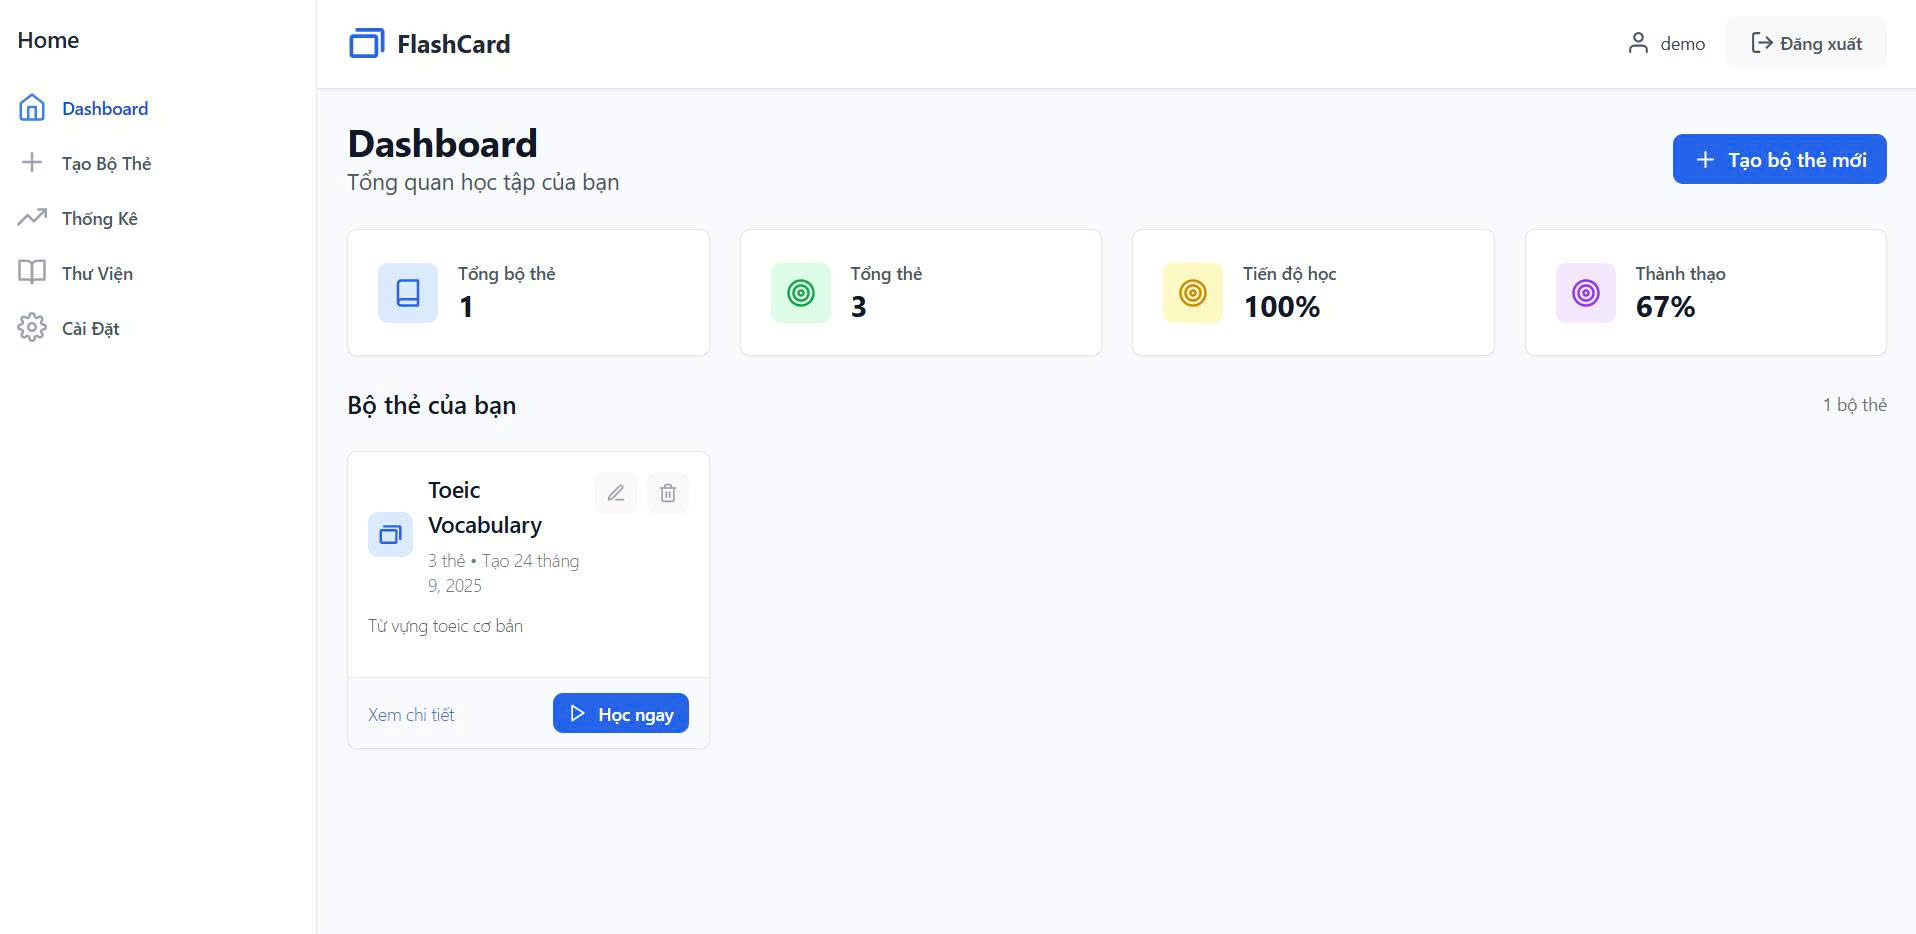 Home
Dashboard
Tạo Bộ Thẻ
Thống Kê
Thư Viện
Cài Đặt
FlashCard
demo
Đăng xuất
Dashboard
Tổng quan học tập của bạn
Tạo bộ thẻ mới
Tổng bộ thẻ
1
Tổng thẻ
3
Tiến độ học
100%
Thành thạo
67%
Bộ thẻ của bạn
1 bộ thẻ
Toeic
Vocabulary
3 thẻ • Tạo 24 tháng
9, 2025
Từ vựng toeic cơ bản
Xem chi tiết
Học ngay